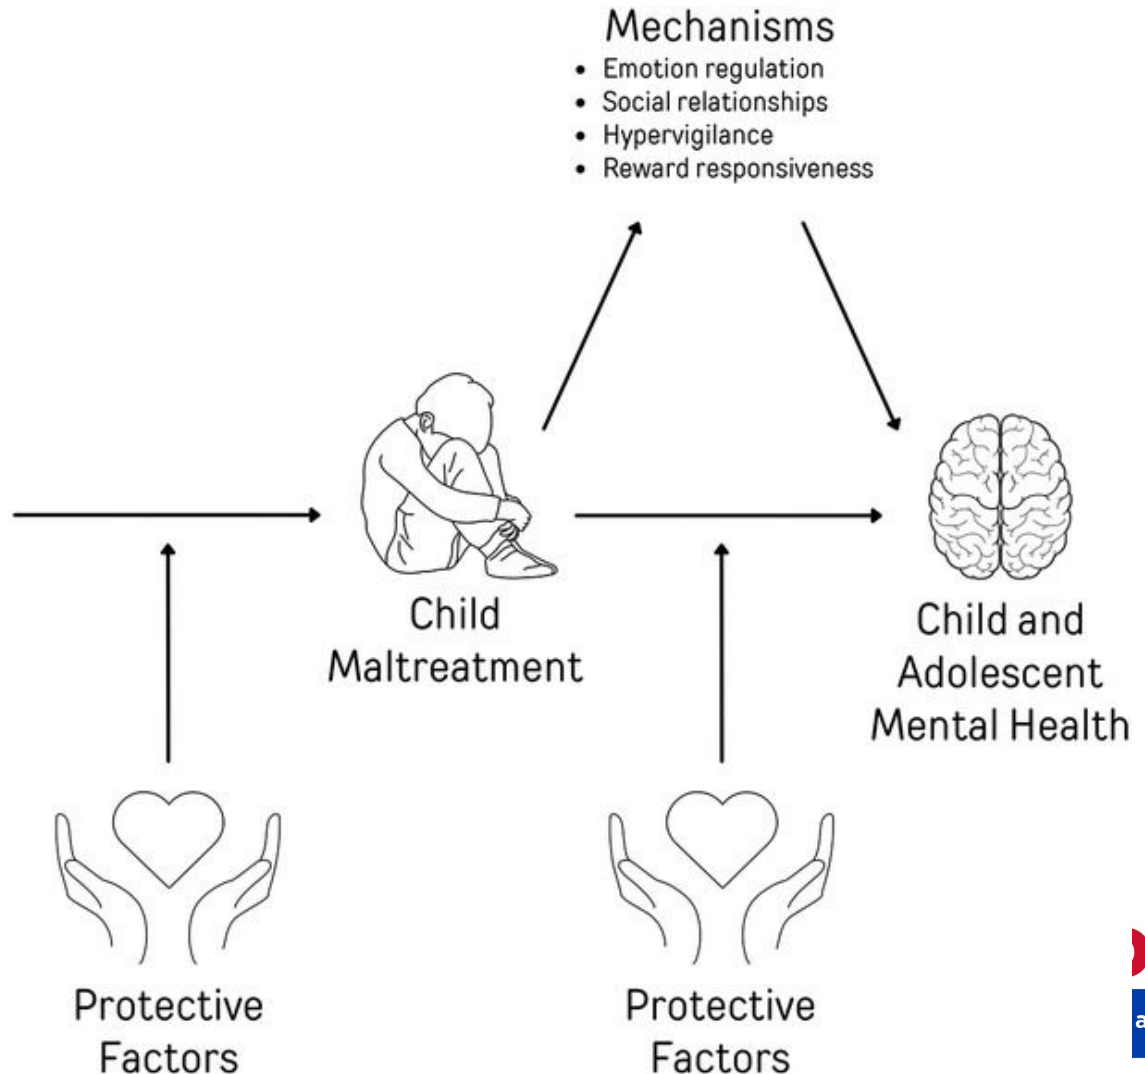 Mechanisms
• Emotion regulation
• Social relationships
• Hypervigilance
• Reward responsiveness
Child
Maltreatment
Child and
Adolescent
Mental Health
Protective
Factors
Protective
Factors
a